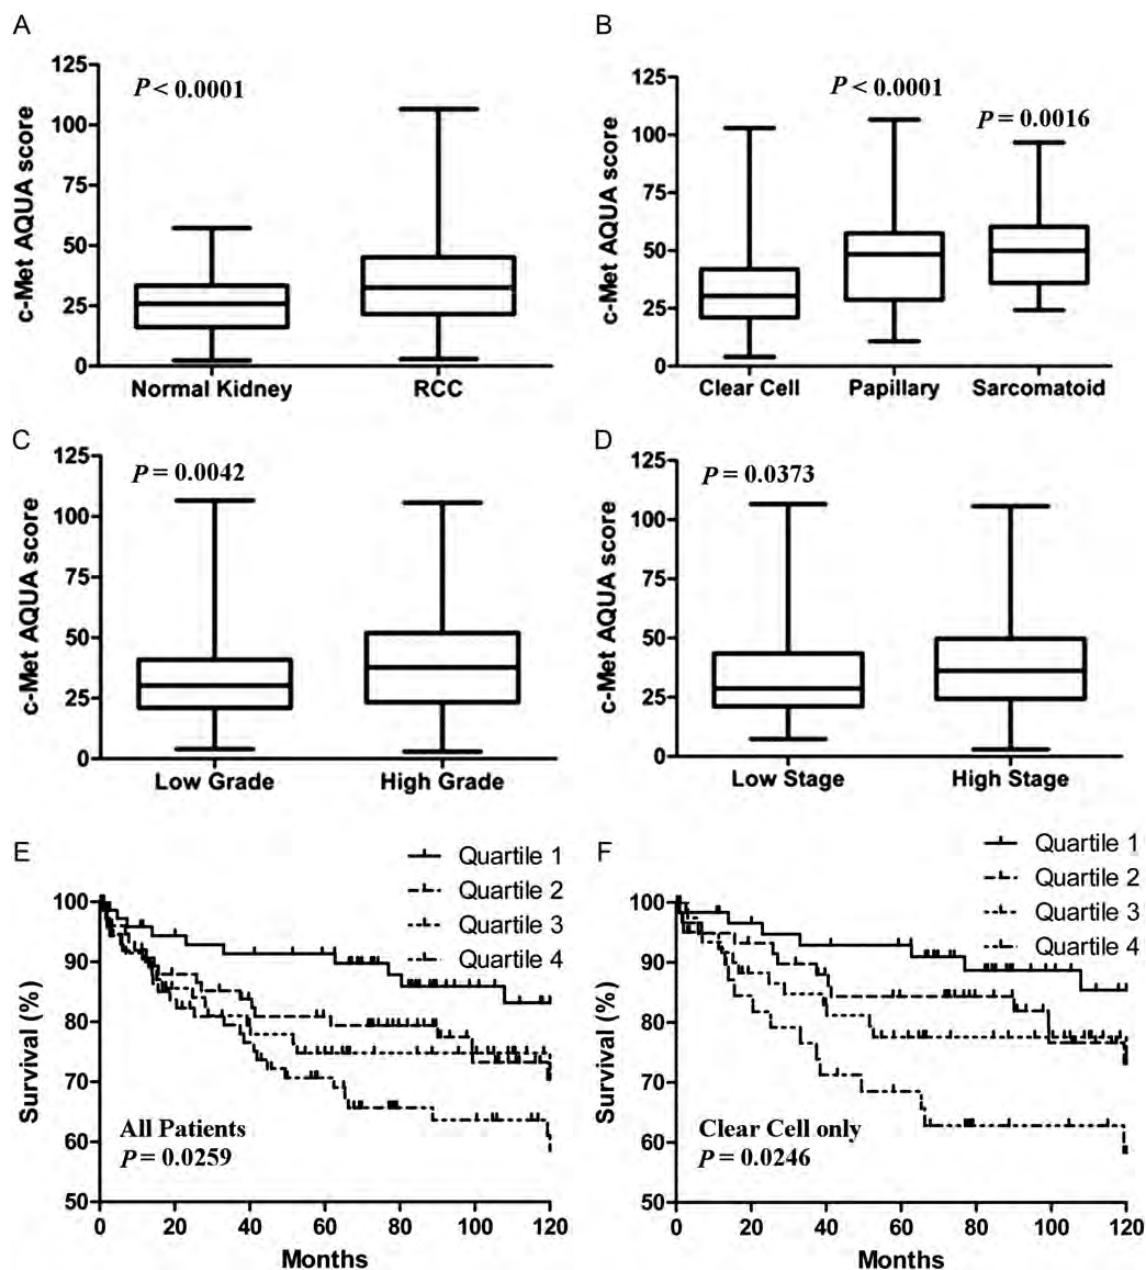 A
c-Met AQUA score
125
100
75
50
25
0
P < 0.0001
Normal Kidney
RCC
B
c-Met AQUA score
125
100
75
50
25
0
P < 0.0001
P = 0.0016
Clear Cell
Papillary
Sarcomatoid
C
c-Met AQUA score
125
100
75
50
25
0
P = 0.0042
Low Grade
High Grade
D
c-Met AQUA score
125
100
75
50
25
0
P = 0.0373
Low Stage
High Stage
E
Quartile 1
Quartile 2
Quartile 3
Quartile 4
Survival (%)
100
90
80
70
60
50
All Patients
P = 0.0259
0 20 40 60 80 100 120
Months
F
Quartile 1
Quartile 2
Quartile 3
Quartile 4
Survival (%)
100
90
80
70
60
50
Clear Cell only
P = 0.0246
0 20 40 60 80 100 120
Months